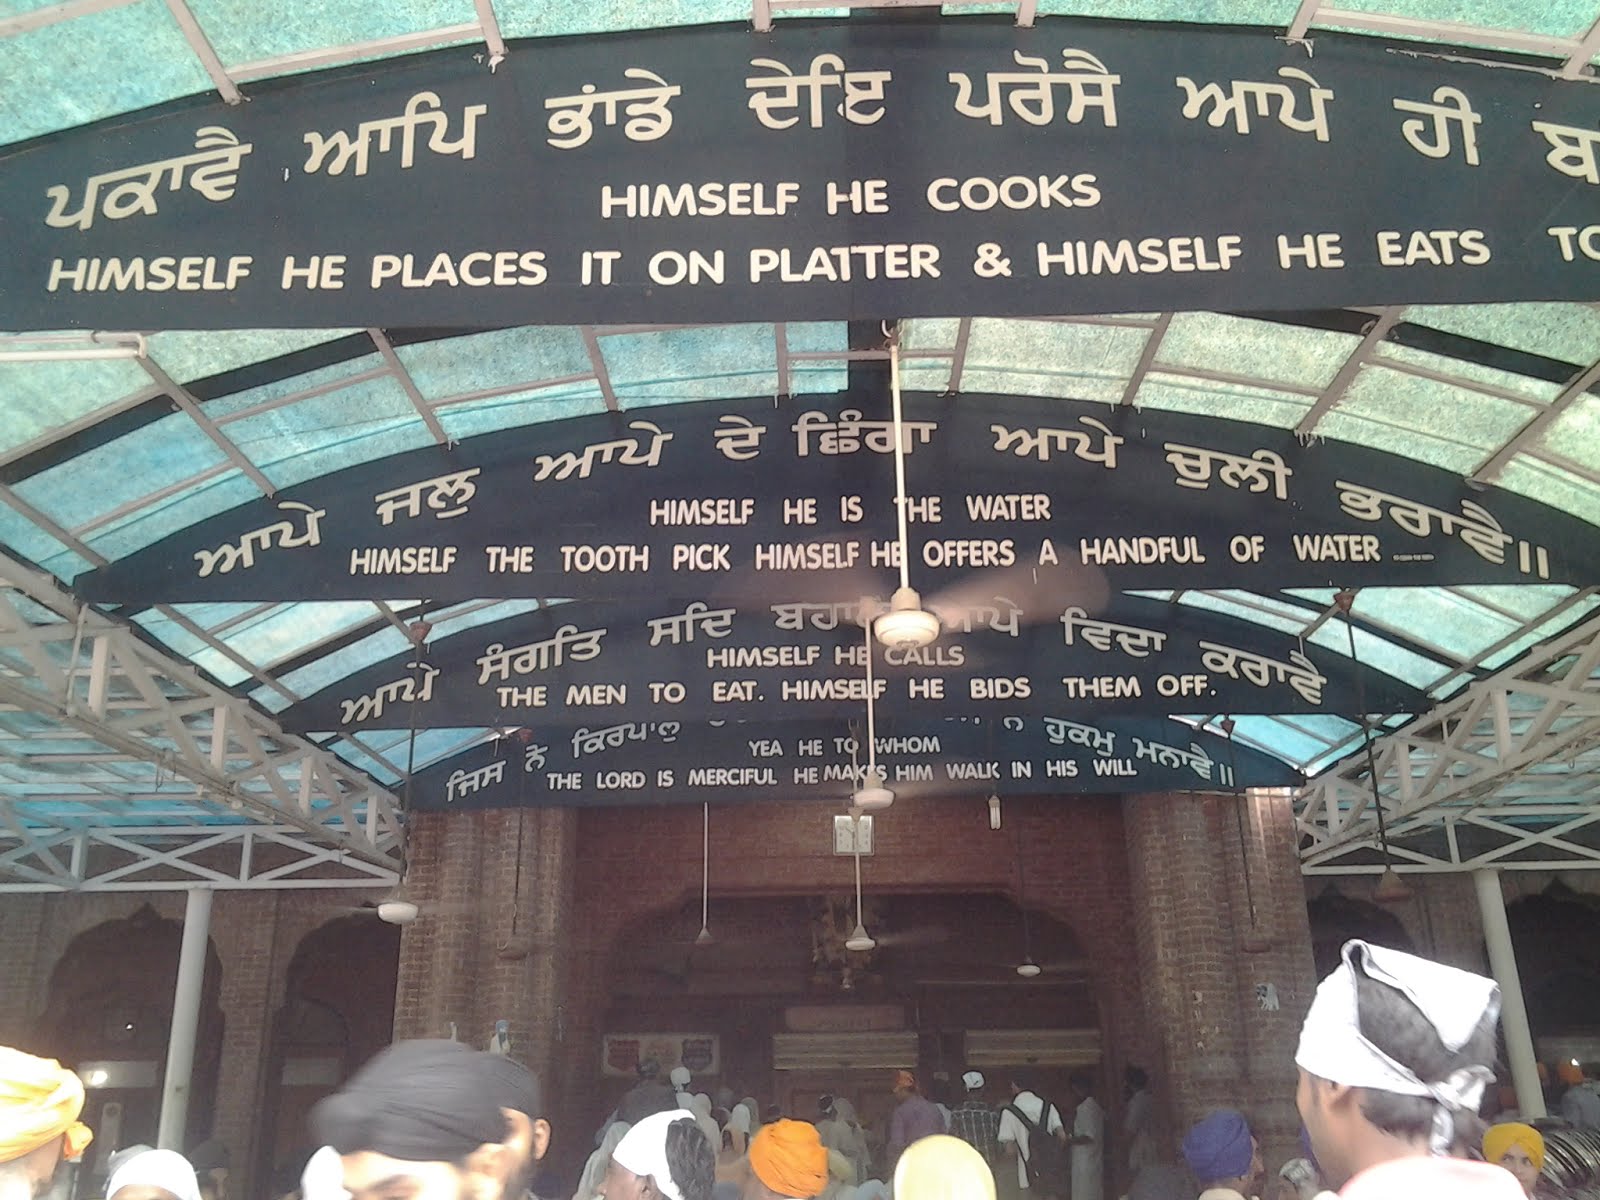 ਪਕਾਵੈ ਆਪਿ ਭਾਂਡੇ ਦੇਇ ਪਰੋਸੈ ਆਪੇ ਹੀ
HIMSELF HE COOKS
HIMSELF HE PLACES IT ON PLATTER & HIMSELF HE EATS
ਆਪੇ ਜਲੁ ਆਪੇ ਦੇ ਛਿੰਗਾ ਆਪੇ ਚੁਲੀ ਭਰਾਵੈ॥
HIMSELF HE IS THE WATER
HIMSELF THE TOOTH PICK HIMSELF HE OFFERS A HANDFUL OF WATER
ਆਪੇ ਸੰਗਤਿ ਸਦਿ ਆਪੇ ਵਿਦਾ ਕਰਾਵੈ
HIMSELF HE CALLS
THE MEN TO EAT. HIMSELF HE BIDS THEM OFF.
ਜਿਸ ਨੋ ਕਿਰਪਾਲੁ ਹੁਕਮੁ ਮਨਾਵੈ॥
YEA HE TO WHOM
THE LORD IS MERCIFUL HE MAKES HIM WALK IN HIS WILL